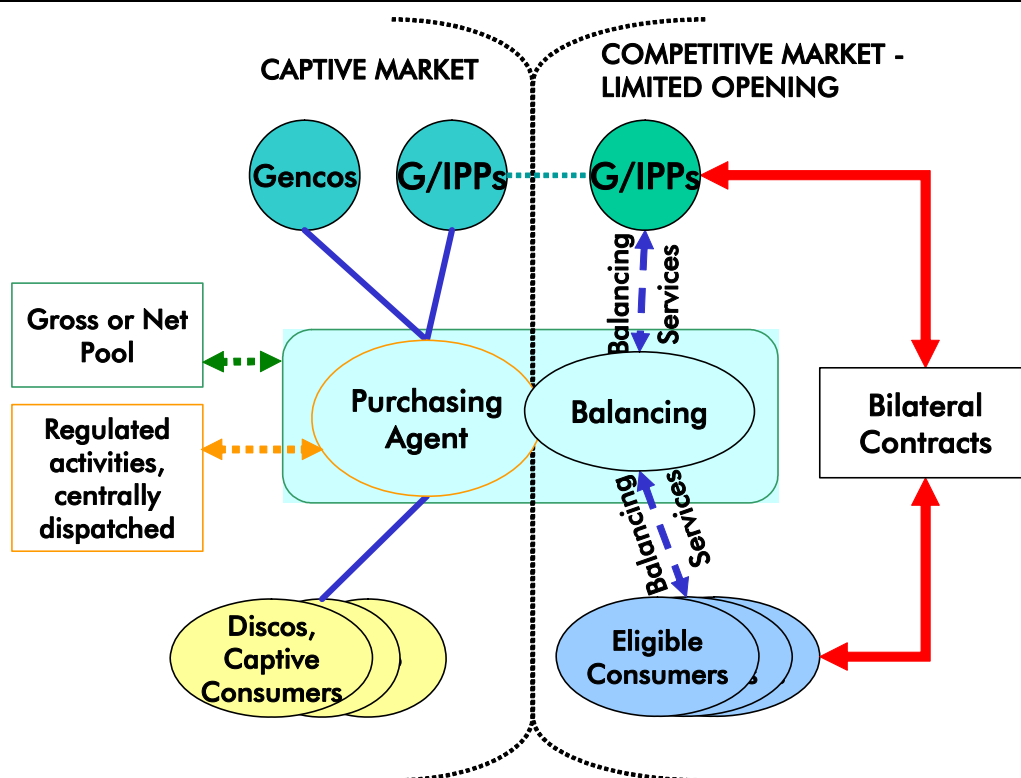 CAPTIVE MARKET
COMPETITIVE MARKET -
LIMITED OPENING
Gencos
G/IPPs
G/IPPs
Balancing
Services
Gross or Net
Pool
Purchasing
Agent
Balancing
Bilateral
Contracts
Regulated
activities,
centrally
dispatched
Balancing
Services
Discos,
Captive
Consumers
Eligible
Consumers